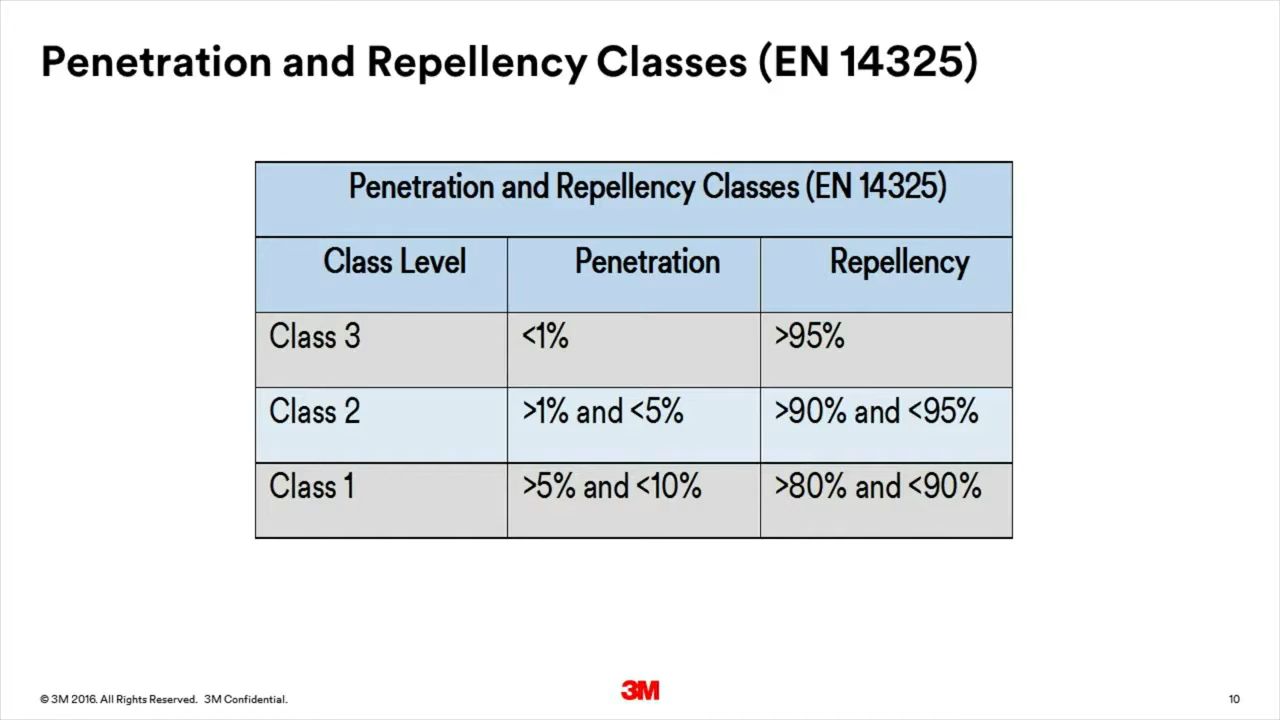 Penetration and Repellency Classes (EN 14325)
Penetration and Repellency Classes (EN 14325)
Class Level Penetration Repellency
Class 3 <1% >95%
Class 2 >1% and <5% >90% and <95%
Class 1 >5% and <10% >80% and <90%
© 3M 2016. All Rights Reserved. 3M Confidential. 3M 10